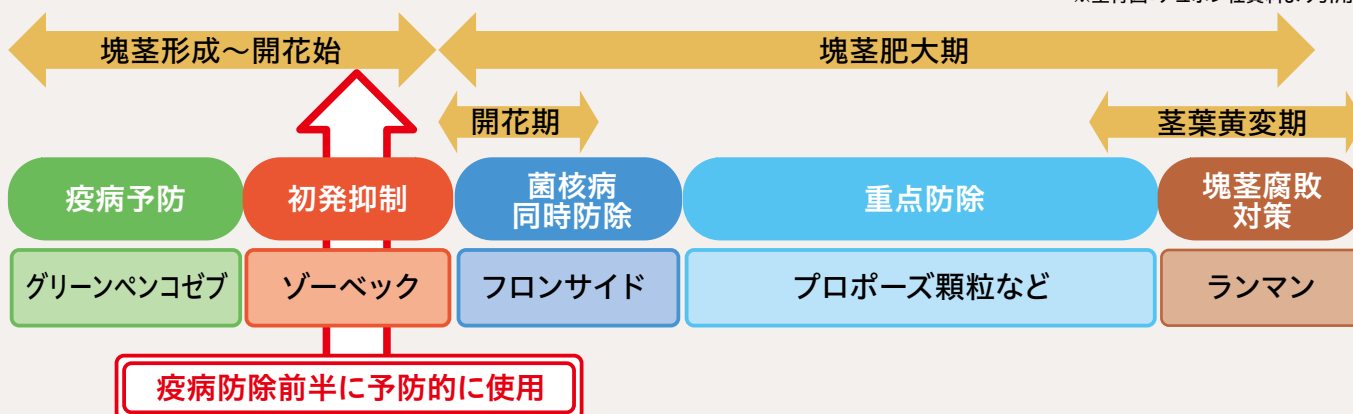 塊茎形成～開花始
塊茎肥大期
開花期
茎葉黄変期
疫病予防
初発抑制
菌核病
同時防除
重点防除
塊茎腐敗
対策
グリーンペンコゼブ
ゾーベック
フロンサイド
プロポーズ顆粒など
ランマン
疫病防除前半に予防的に使用